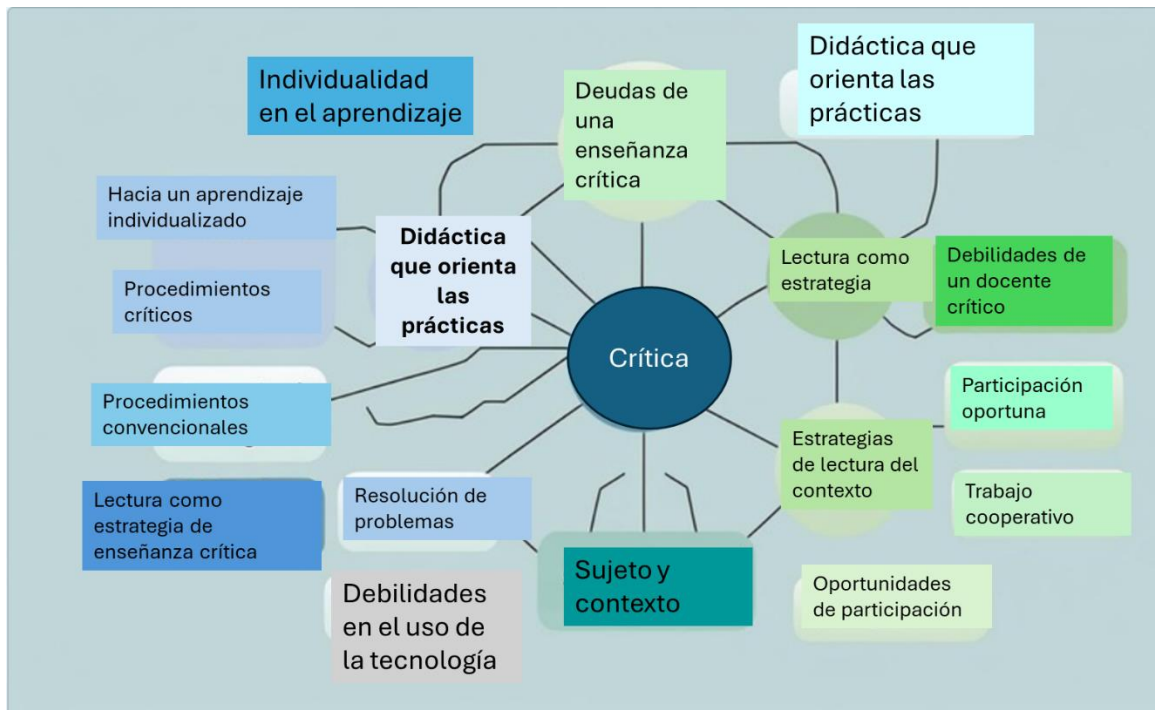 Individualidad
en el aprendizaje
Deudas de
una
enseñanza
crítica
Didáctica que
orienta las
prácticas
Hacia un aprendizaje
individualizado
Didáctica
que orienta
las
prácticas
Lectura como
estrategia
Debilidades de
un docente
crítico
Procedimientos
críticos
Crítica
Procedimientos
convencionales
Participación
oportuna
Estrategias
de lectura del
contexto
Lectura como
estrategia de
enseñanza crítica
Resolución de
problemas
Trabajo
cooperativo
Sujeto y
contexto
Oportunidades
de participación
Debilidades
en el uso de
la tecnología